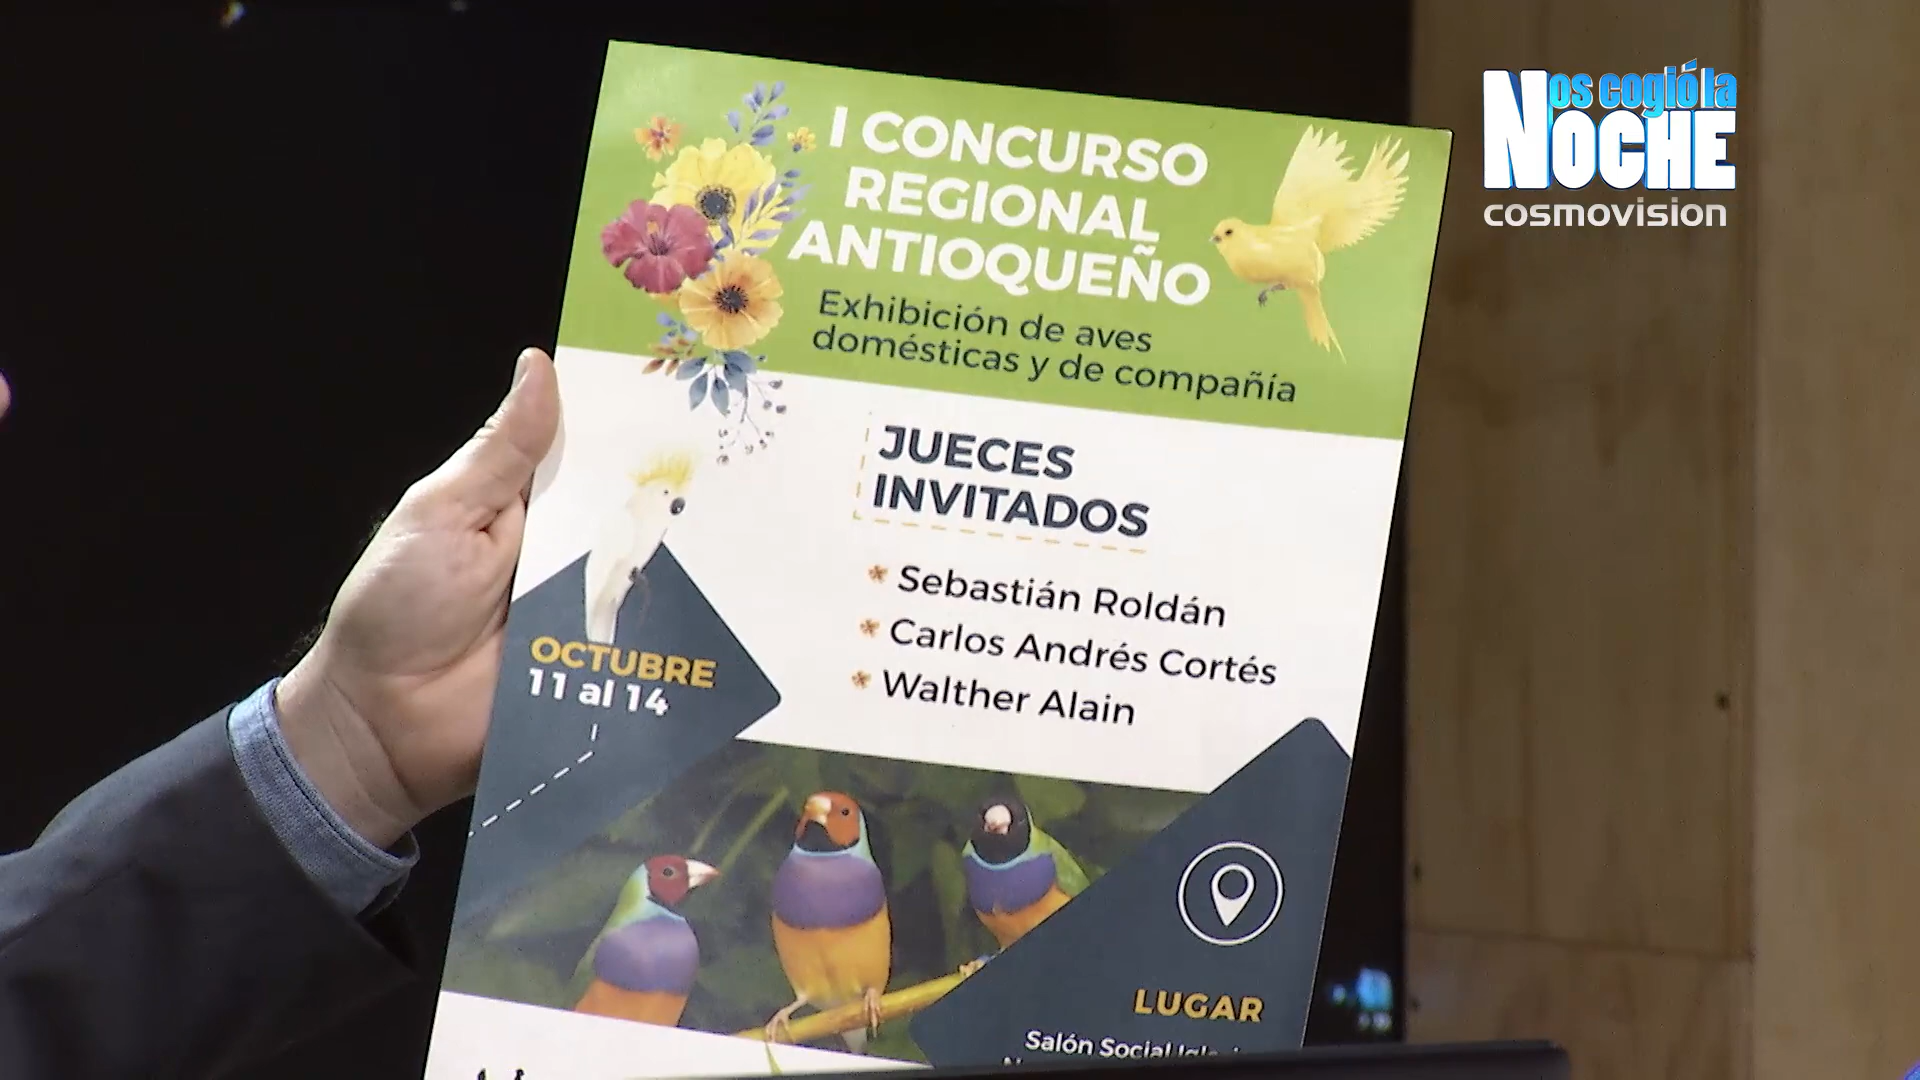 Nos cogió la
NOCHE
cosmovision
I CONCURSO
REGIONAL
ANTIOQUEÑO
Exhibición de aves
domésticas y de compañía
JUECES
INVITADOS
Sebastián Roldán
Carlos Andrés Cortés
Walther Alain
OCTUBRE
11 al 14
LUGAR
Salón Social